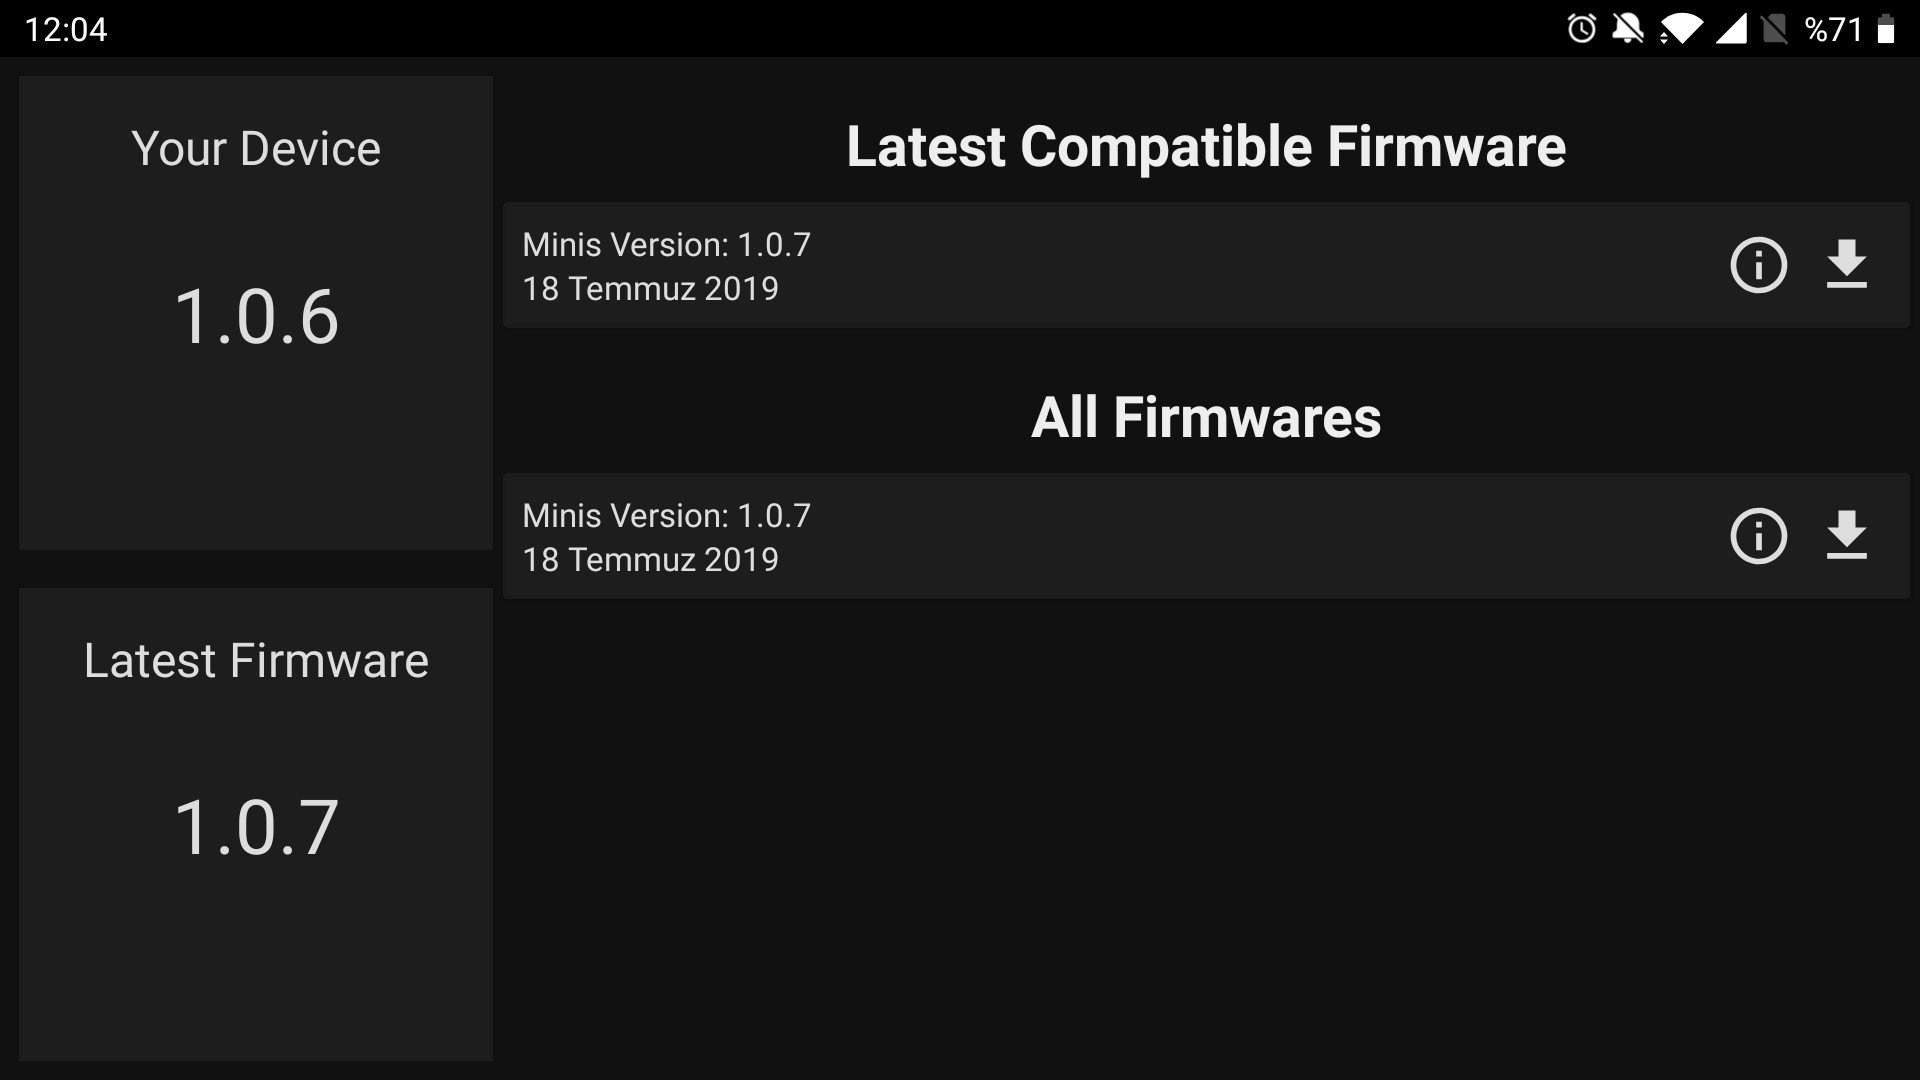 12:04
%71
Your Device
1.0.6
Latest Firmware
1.0.7
Latest Compatible Firmware
Minis Version: 1.0.7
18 Temmuz 2019
All Firmwares
Minis Version: 1.0.7
18 Temmuz 2019